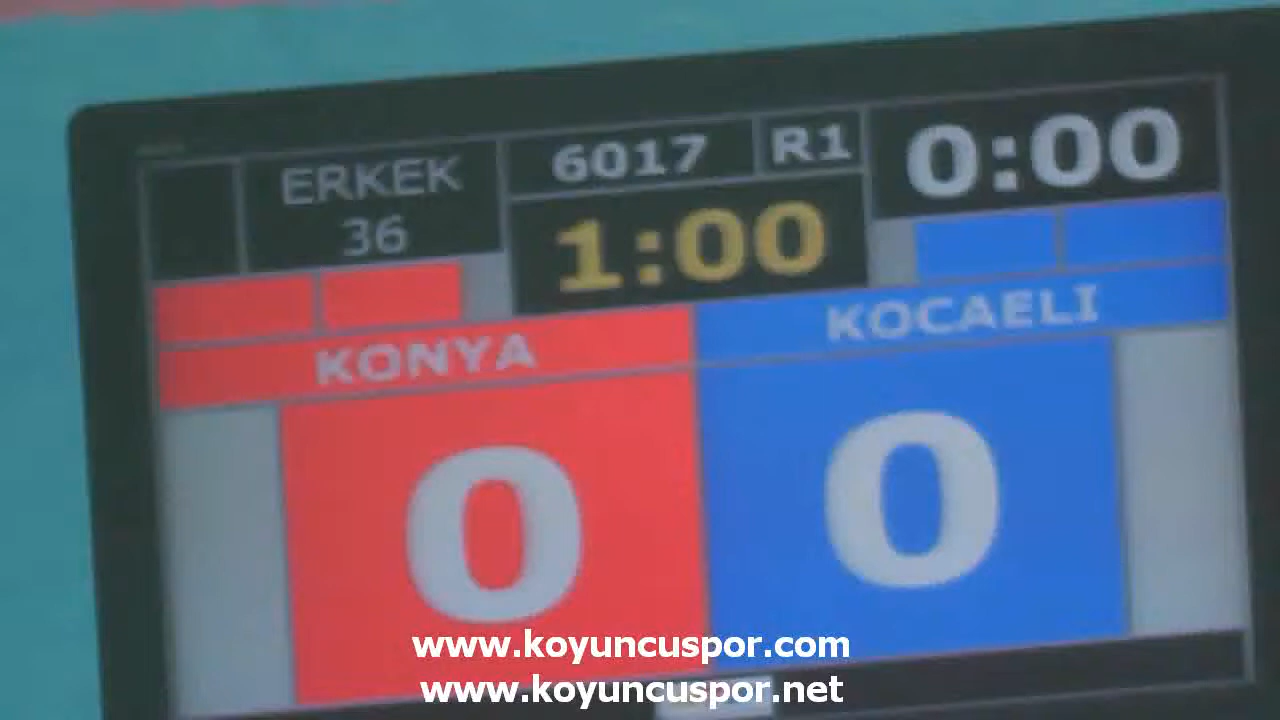 ERKEK
36
6017
R1
1:00
0:00
KONYA
KOCAELI
0
0
www.koyuncuspor.com
www.koyuncuspor.net